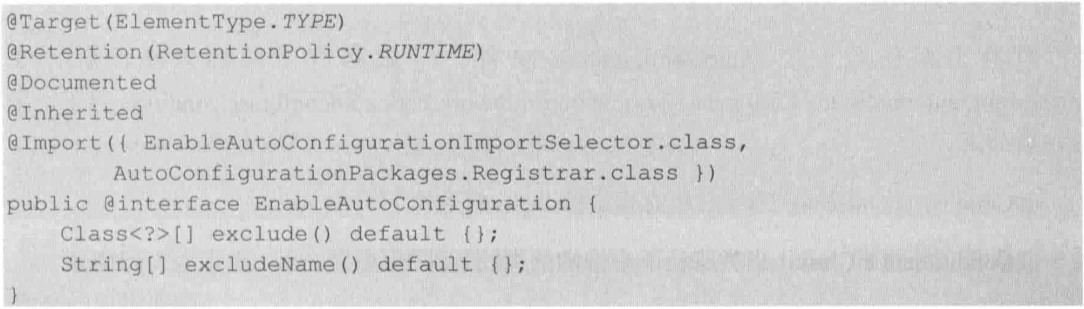 @Target(ElementType.TYPE)
@Retention(RetentionPolicy.RUNTIME)
@Documented
@Inherited
@Import({ EnableAutoConfigurationImportSelector.class,
        AutoConfigurationPackages.Registrar.class })
public @interface EnableAutoConfiguration {
    Class<?>[] exclude() default {};
    String[] excludeName() default {};
}